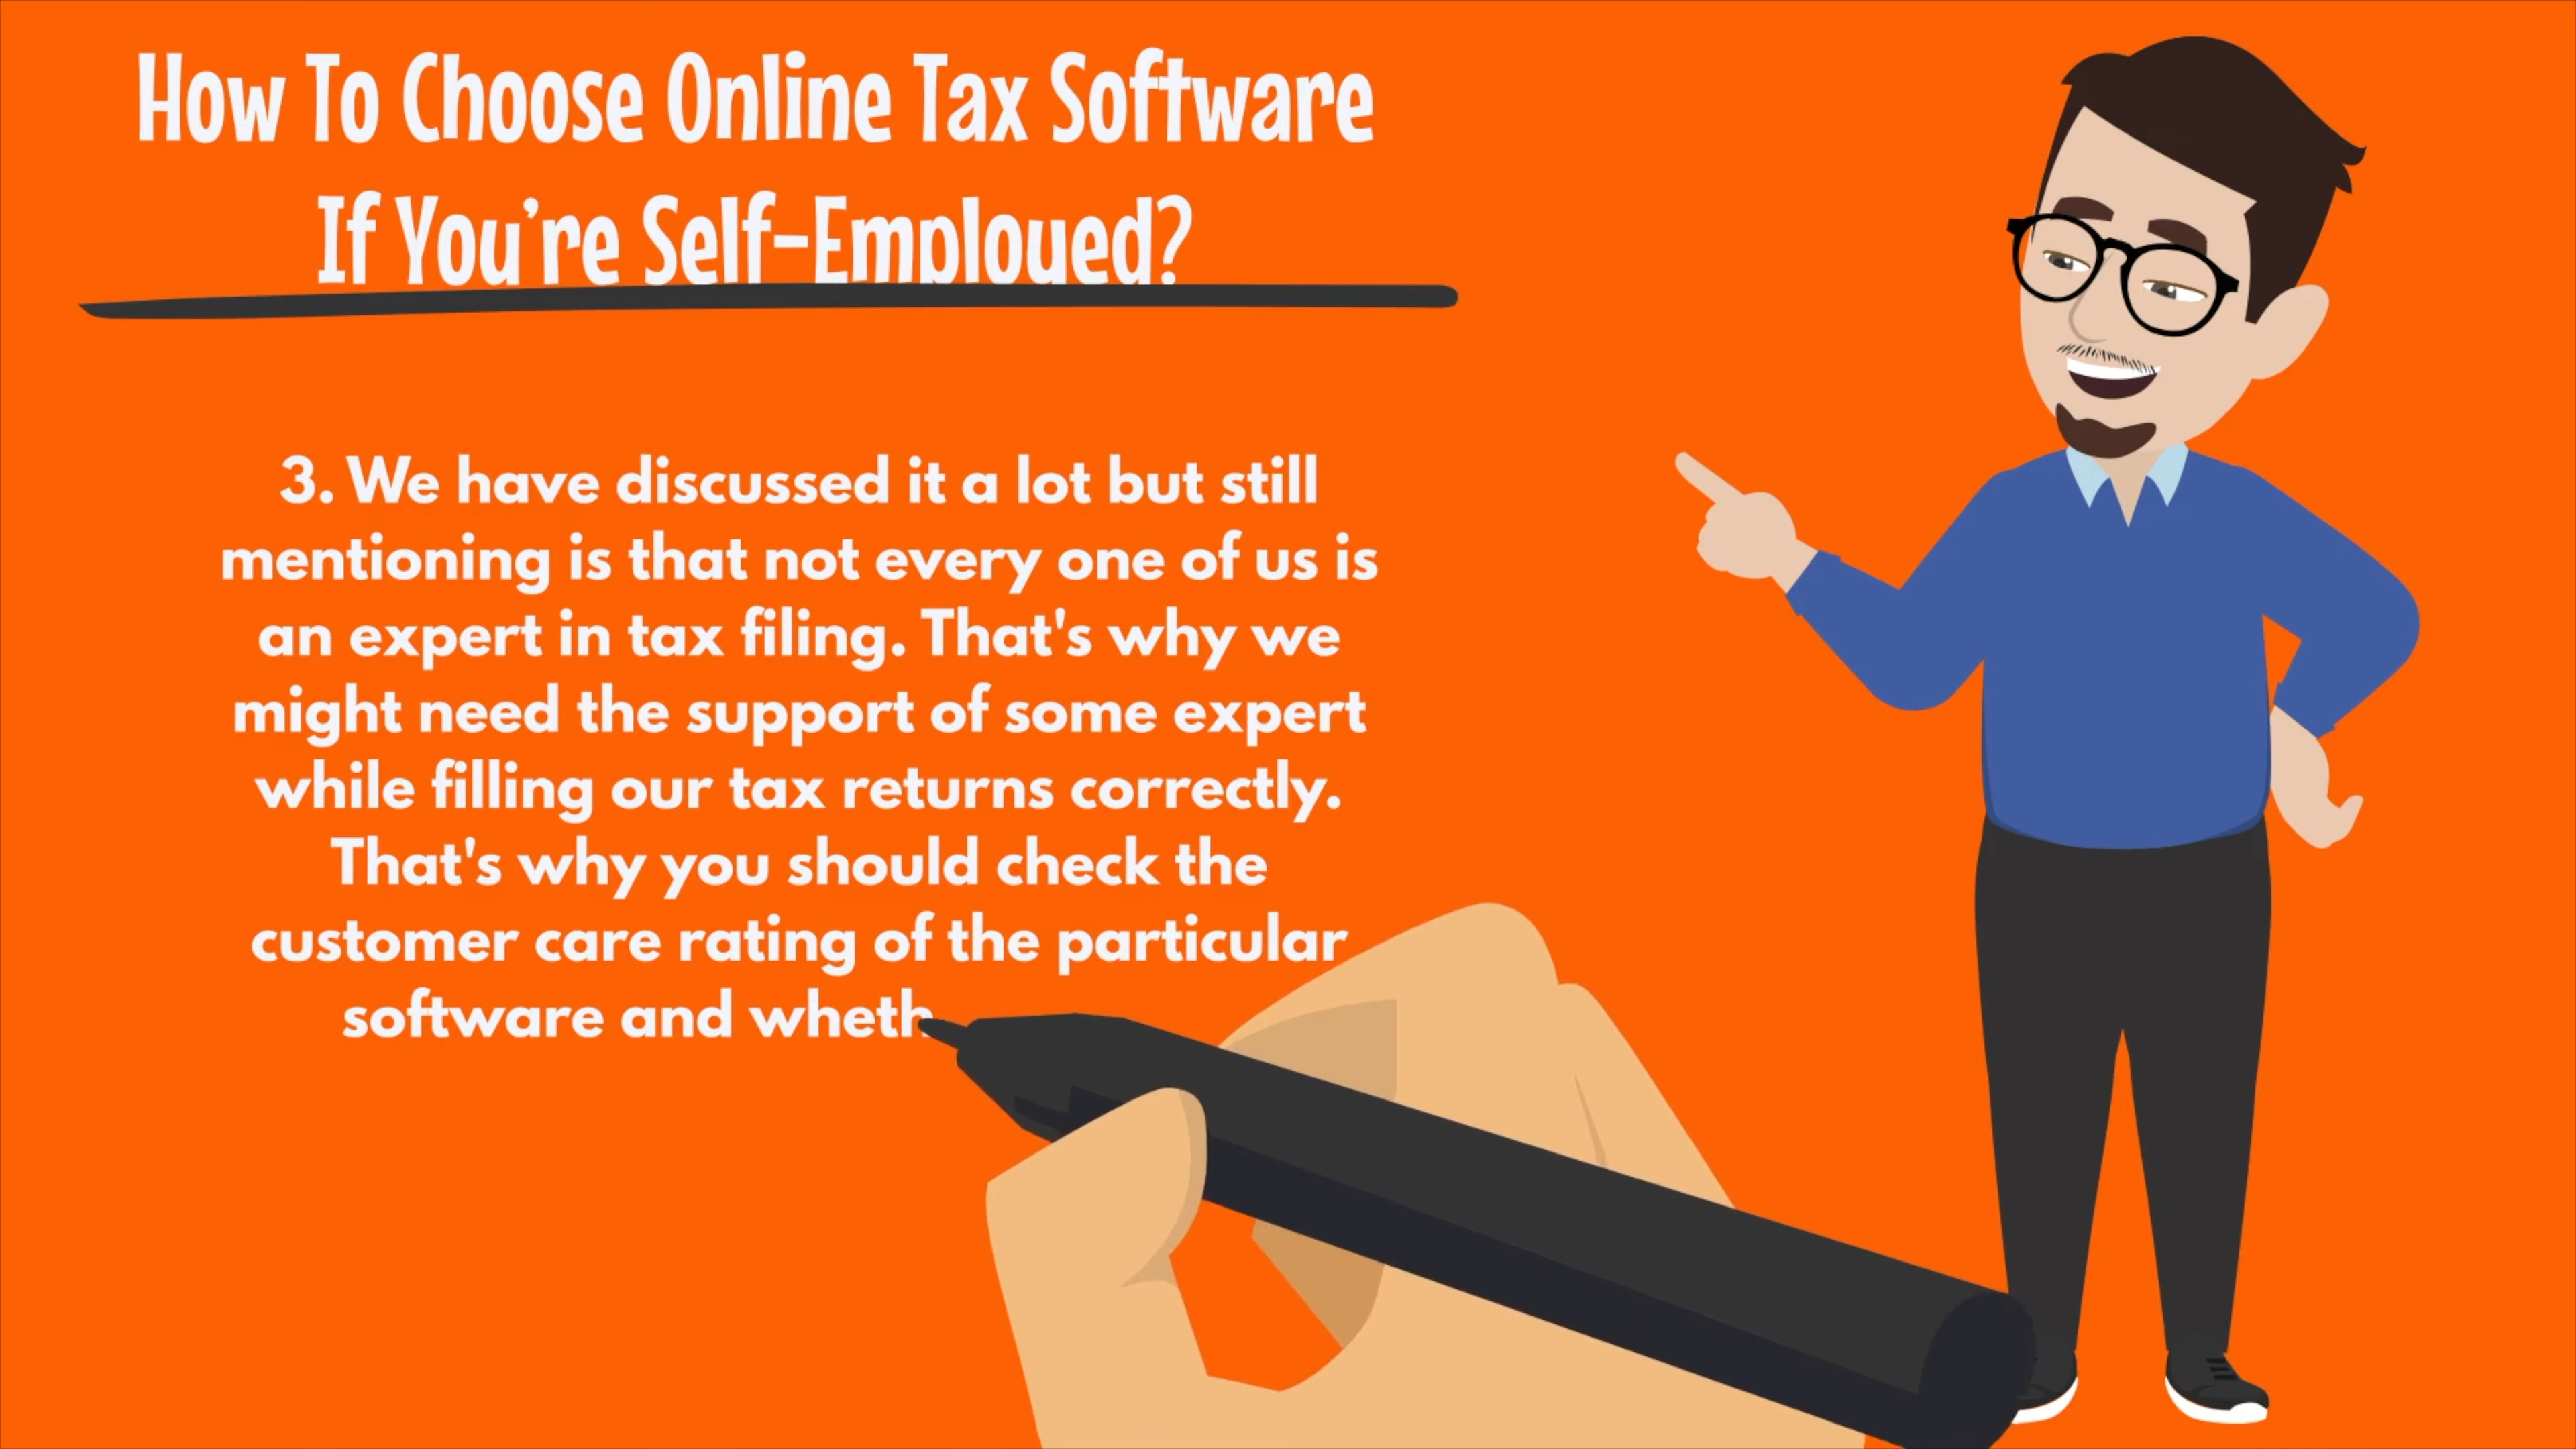 How To Choose Online Tax Software
If You're Self-Employed?
3. We have discussed it a lot but still
mentioning is that not every one of us is
an expert in tax filing. That's why we
might need the support of some expert
while filling our tax returns correctly.
That's why you should check the
customer care rating of the particular
software and wheth